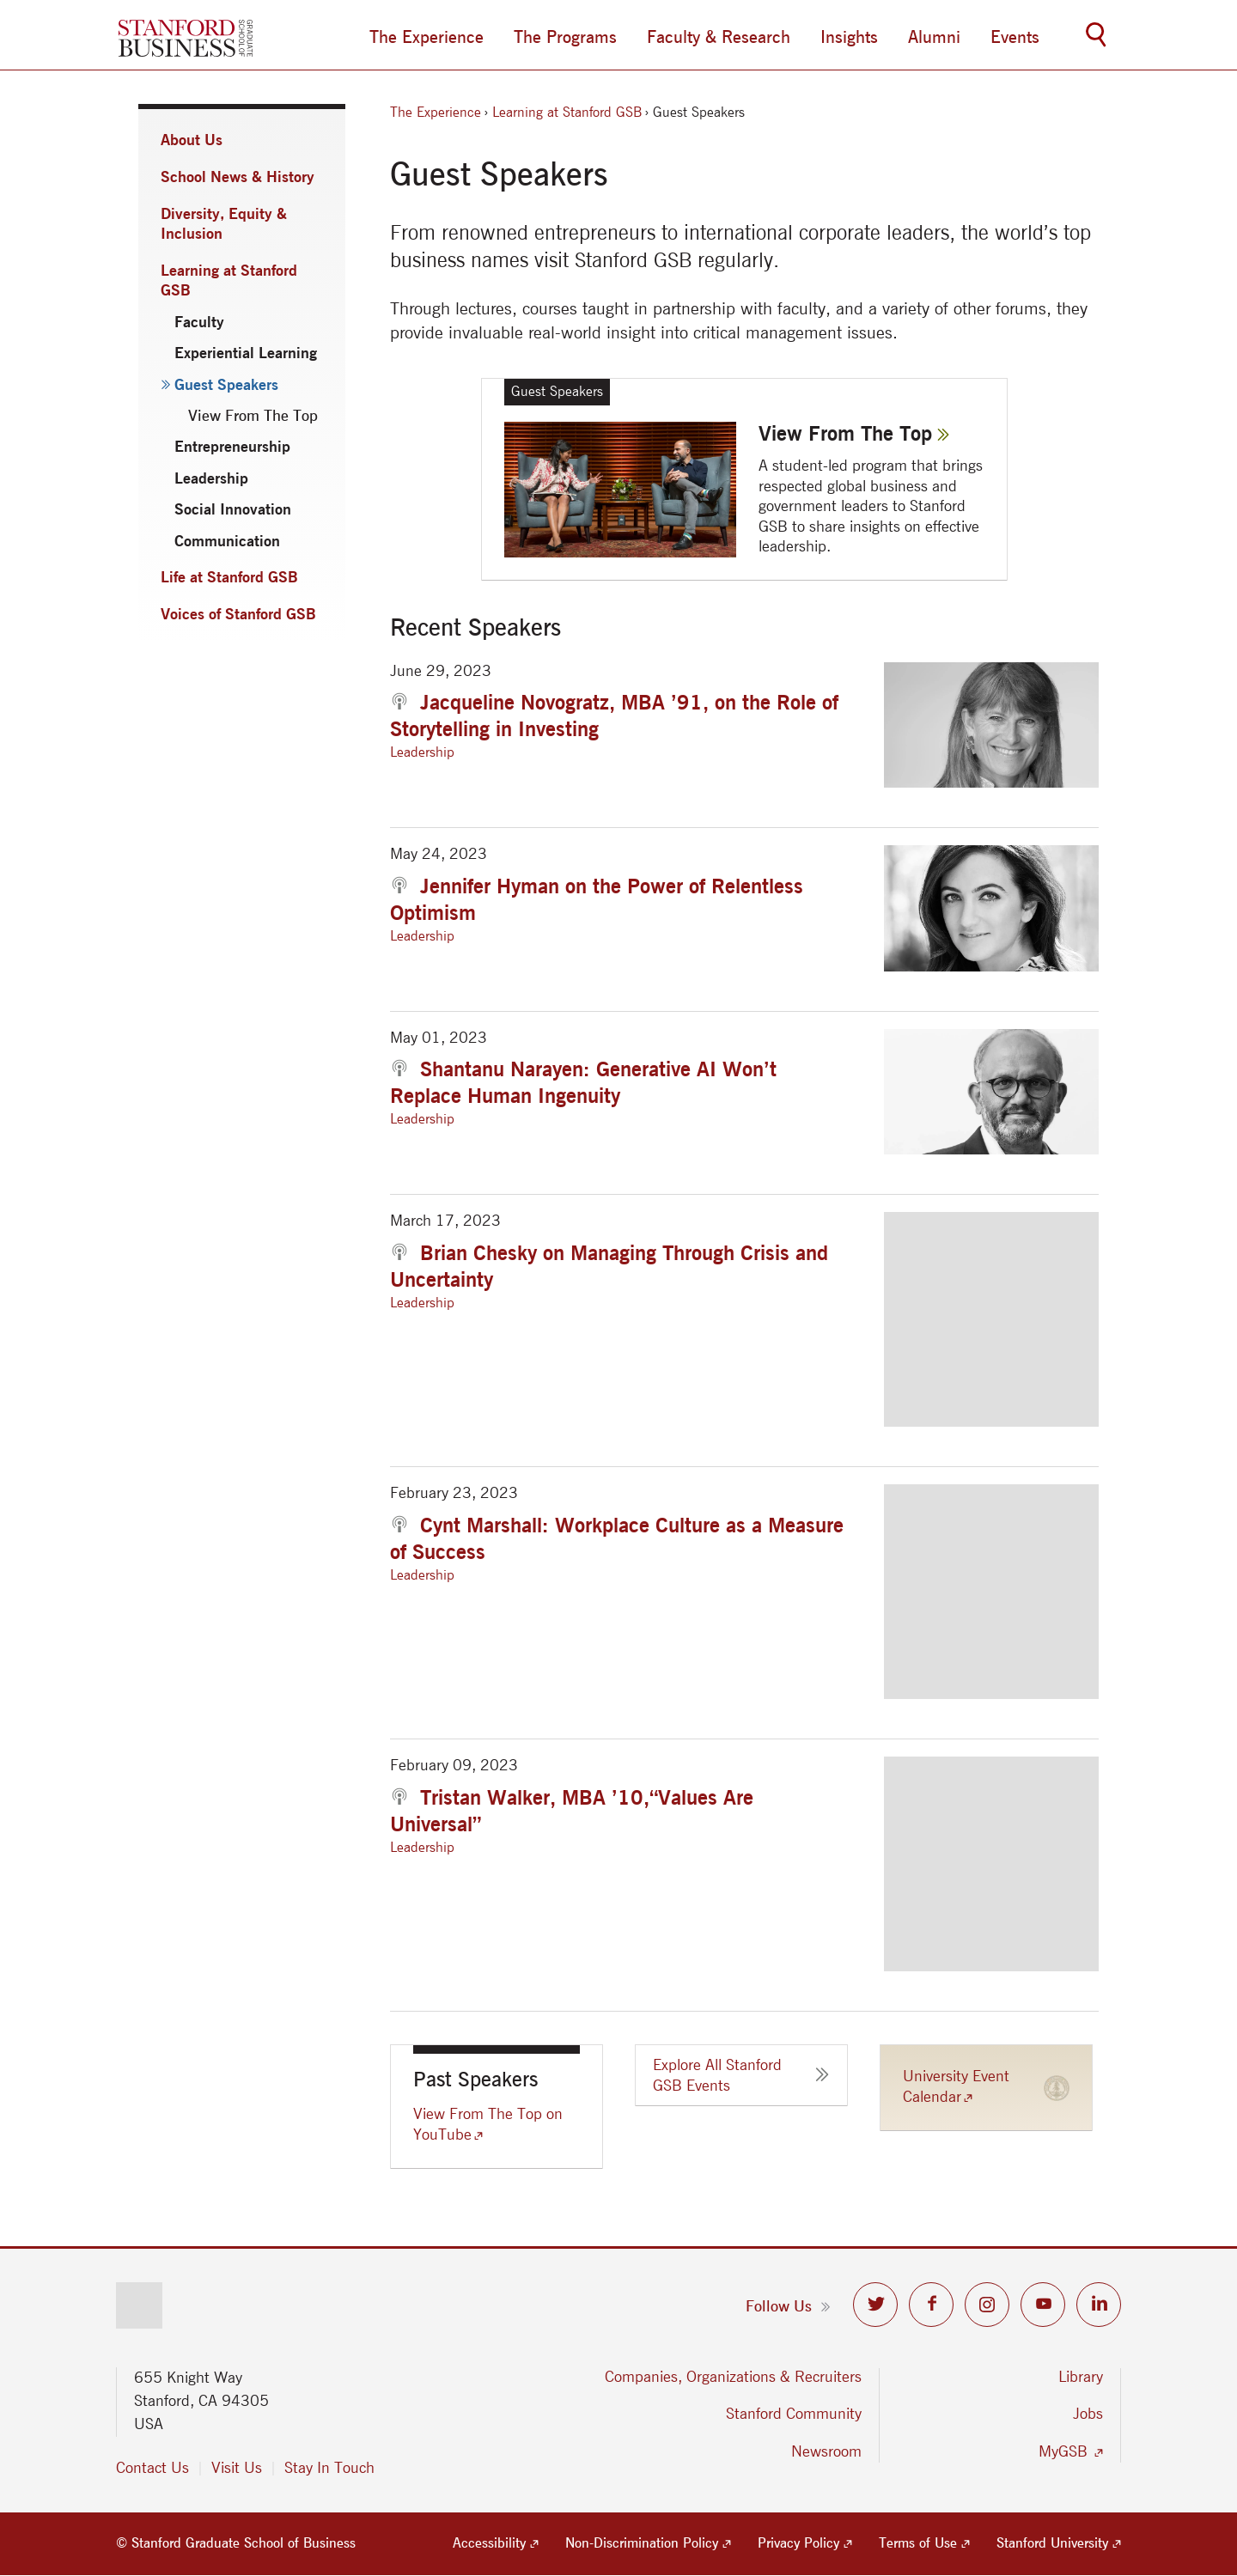 STANFORD
BUSINESS
GRADUATE
SCHOOL OF
The Experience
The Programs
Faculty & Research
Insights
Alumni
Events
About Us
School News & History
Diversity, Equity &
Inclusion
Learning at Stanford
GSB
Faculty
Experiential Learning
Guest Speakers
View From The Top
Entrepreneurship
Leadership
Social Innovation
Communication
Life at Stanford GSB
Voices of Stanford GSB
The Experience › Learning at Stanford GSB › Guest Speakers
Guest Speakers
From renowned entrepreneurs to international corporate leaders, the world’s top
business names visit Stanford GSB regularly.
Through lectures, courses taught in partnership with faculty, and a variety of other forums, they
provide invaluable real-world insight into critical management issues.
Guest Speakers
View From The Top
A student-led program that brings
respected global business and
government leaders to Stanford
GSB to share insights on effective
leadership.
Recent Speakers
June 29, 2023
Jacqueline Novogratz, MBA ’91, on the Role of
Storytelling in Investing
Leadership
May 24, 2023
Jennifer Hyman on the Power of Relentless
Optimism
Leadership
May 01, 2023
Shantanu Narayen: Generative AI Won’t
Replace Human Ingenuity
Leadership
March 17, 2023
Brian Chesky on Managing Through Crisis and
Uncertainty
Leadership
February 23, 2023
Cynt Marshall: Workplace Culture as a Measure
of Success
Leadership
February 09, 2023
Tristan Walker, MBA ’10,“Values Are
Universal”
Leadership
Past Speakers
View From The Top on
YouTube
Explore All Stanford
GSB Events
University Event
Calendar
Follow Us
655 Knight Way
Stanford, CA 94305
USA
Contact Us
Visit Us
Stay In Touch
Companies, Organizations & Recruiters
Stanford Community
Newsroom
Library
Jobs
MyGSB
© Stanford Graduate School of Business
Accessibility
Non-Discrimination Policy
Privacy Policy
Terms of Use
Stanford University